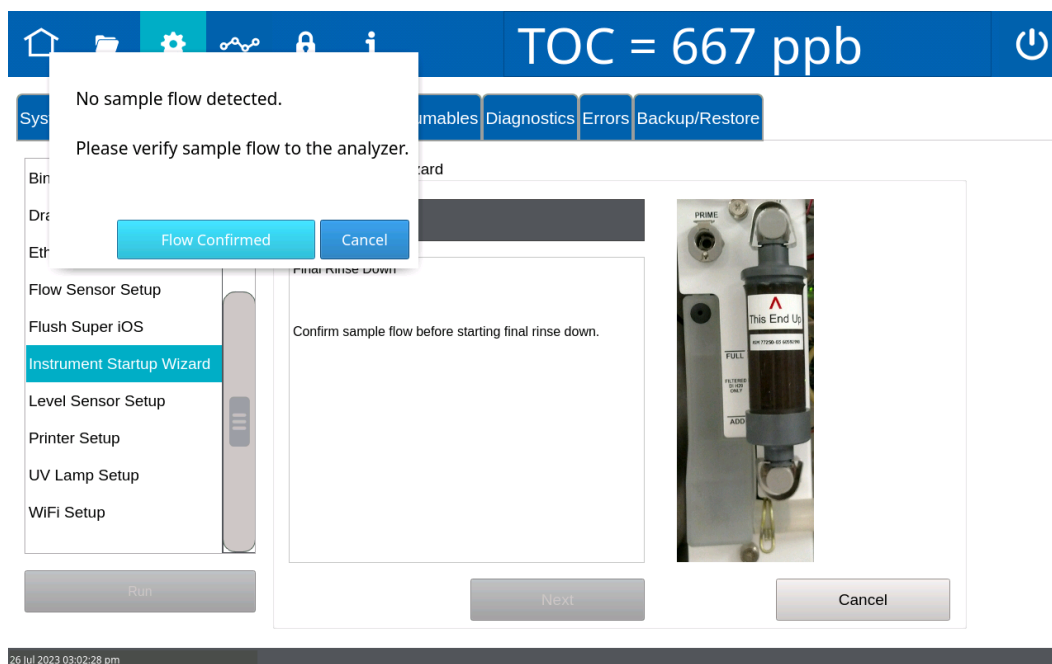 TOC = 667 ppb
No sample flow detected.
Please verify sample flow to the analyzer.
Flow Confirmed
Cancel
Sys
umables
Diagnostics
Errors
Backup/Restore
Bin
Dra
Eth
Flow Sensor Setup
Flush Super iOS
Instrument Startup Wizard
Level Sensor Setup
Printer Setup
UV Lamp Setup
WiFi Setup
Run
zard
Final Rinse Down
Confirm sample flow before starting final rinse down.
PRIME
This End Up
FULL
FILTERED
DI H2O
ONLY
ADD
Next
Cancel
26 Jul 2023 03:02:28 pm